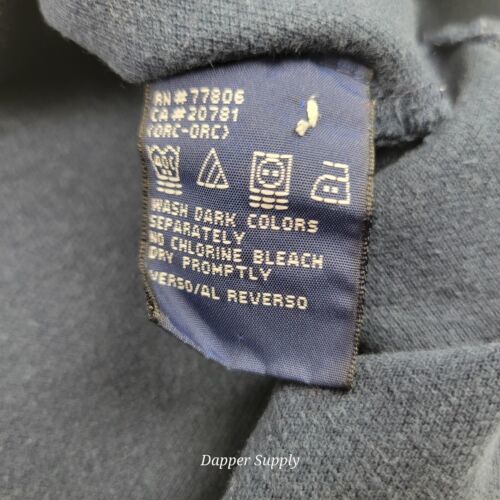 RN#77806
CA#20781
(ORC-ORC)
40C
WASH DARK COLORS
SEPARATELY
NO CHLORINE BLEACH
DRY PROMPTLY
VERSO/AL REVERSO
Dapper Supply